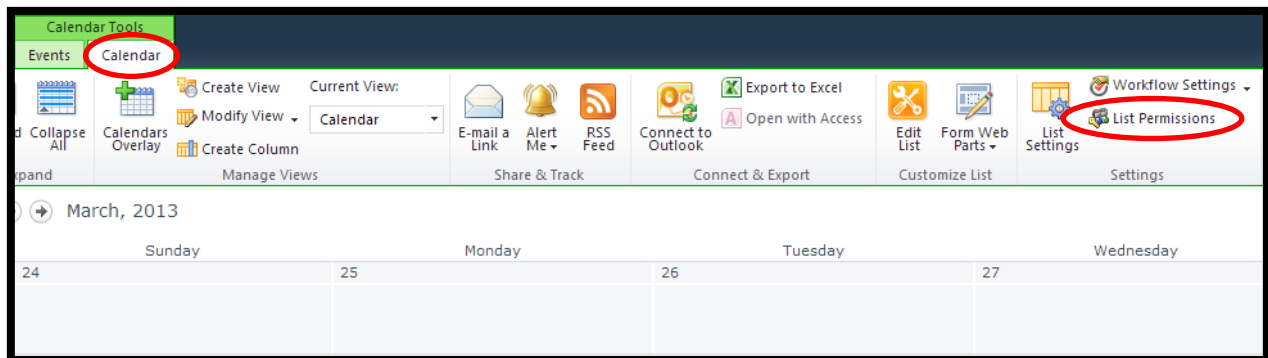 Calendar Tools
Events Calendar
d Collapse All
Calendars Overlay
Create View
Modify View
Create Column
Current View:
Calendar
E-mail a Link
Alert Me
RSS Feed
Connect to Outlook
Export to Excel
Open with Access
Edit List
Form Web Parts
List Settings
Workflow Settings
List Permissions
xpand Manage Views Share & Track Connect & Export Customize List Settings
March, 2013
Sunday Monday Tuesday Wednesday
24 25 26 27